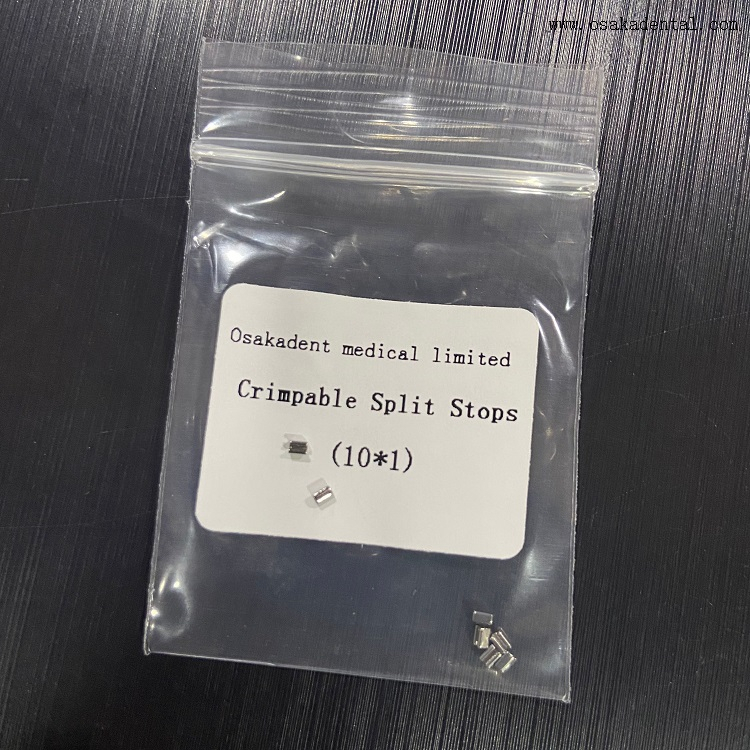 www.osakadental.com
Osakadent medical limited
Crimpable Split Stops
(10*1)